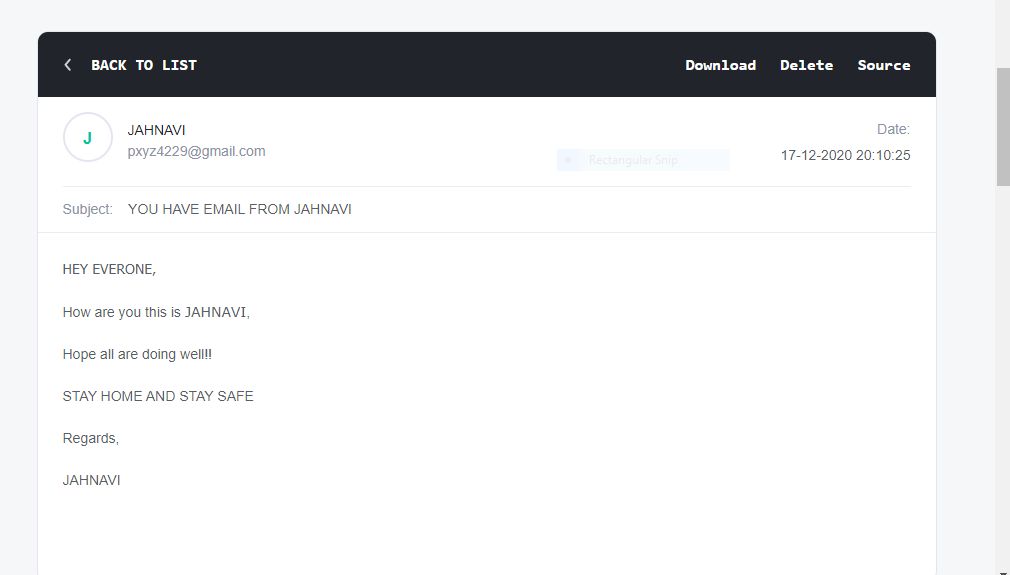 BACK TO LIST
Download Delete Source
J
JAHNAVI
pxyz4229@gmail.com
Date:
17-12-2020 20:10:25
Rectangular Snip
Subject: YOU HAVE EMAIL FROM JAHNAVI
HEY EVERONE,
How are you this is JAHNAVI,
Hope all are doing well!!
STAY HOME AND STAY SAFE
Regards,
JAHNAVI